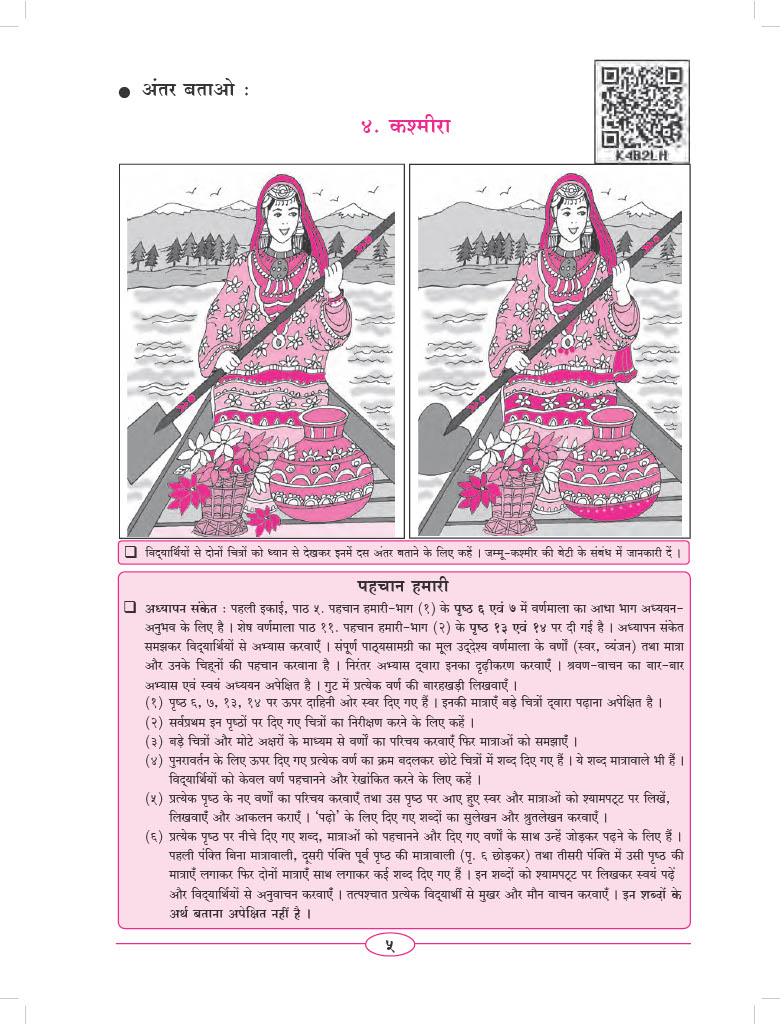 ● अंतर बताओ :
K4B2LH
४. कश्मीरा
❑ विद्यार्थियों से दोनों चित्रों को ध्यान से देखकर इनमें दस अंतर बताने के लिए कहें । जम्मू-कश्मीर की बेटी के संबंध में जानकारी दें ।
पहचान हमारी
❑ अध्यापन संकेत : पहली इकाई, पाठ ५. पहचान हमारी-भाग (१) के पृष्ठ ६ एवं ७ में वर्णमाला का आधा भाग अध्ययन-
अनुभव के लिए है । शेष वर्णमाला पाठ ११. पहचान हमारी-भाग (२) के पृष्ठ १३ एवं १४ पर दी गई है । अध्यापन संकेत
समझकर विद्यार्थियों से अभ्यास करवाएँ । संपूर्ण पाठ्यसामग्री का मूल उद्देश्य वर्णमाला के वर्णों (स्वर, व्यंजन) तथा मात्रा
और उनके चिह्नों की पहचान करवाना है । निरंतर अभ्यास द्वारा इनका दृढ़ीकरण करवाएँ । श्रवण-वाचन का बार-बार
अभ्यास एवं स्वयं अध्ययन अपेक्षित है । गुट में प्रत्येक वर्ण की बारहखड़ी लिखवाएँ ।
(१) पृष्ठ ६, ७, १३, १४ पर ऊपर दाहिनी ओर स्वर दिए गए हैं । इनकी मात्राएँ बड़े चित्रों द्वारा पढ़ाना अपेक्षित है ।
(२) सर्वप्रथम इन पृष्ठों पर दिए गए चित्रों का निरीक्षण करने के लिए कहें ।
(३) बड़े चित्रों और मोटे अक्षरों के माध्यम से वर्णों का परिचय करवाएँ फिर मात्राओं को समझाएँ ।
(४) पुनरावर्तन के लिए ऊपर दिए गए प्रत्येक वर्ण का क्रम बदलकर छोटे चित्रों में शब्द दिए गए हैं । ये शब्द मात्रावाले भी हैं ।
विद्यार्थियों को केवल वर्ण पहचानने और रेखांकित करने के लिए कहें ।
(५) प्रत्येक पृष्ठ के नए वर्णों का परिचय करवाएँ तथा उस पृष्ठ पर आए हुए स्वर और मात्राओं को श्यामपट्ट पर लिखें,
लिखवाएँ और आकलन कराएँ । ‘पढ़ो’ के लिए दिए गए शब्दों का सुलेखन और श्रुतलेखन करवाएँ ।
(६) प्रत्येक पृष्ठ पर नीचे दिए गए शब्द, मात्राओं को पहचानने और दिए गए वर्णों के साथ उन्हें जोड़कर पढ़ने के लिए हैं ।
पहली पंक्ति बिना मात्रावाली, दूसरी पंक्ति पूर्व पृष्ठ की मात्रावाली (पृ. ६ छोड़कर) तथा तीसरी पंक्ति में उसी पृष्ठ की
मात्राएँ लगाकर फिर दोनों मात्राएँ साथ लगाकर कई शब्द दिए गए हैं । इन शब्दों को श्यामपट्ट पर लिखकर स्वयं पढ़ें
और विद्यार्थियों से अनुवाचन करवाएँ । तत्पश्चात प्रत्येक विद्यार्थी से मुखर और मौन वाचन करवाएँ । इन शब्दों के
अर्थ बताना अपेक्षित नहीं है ।
५